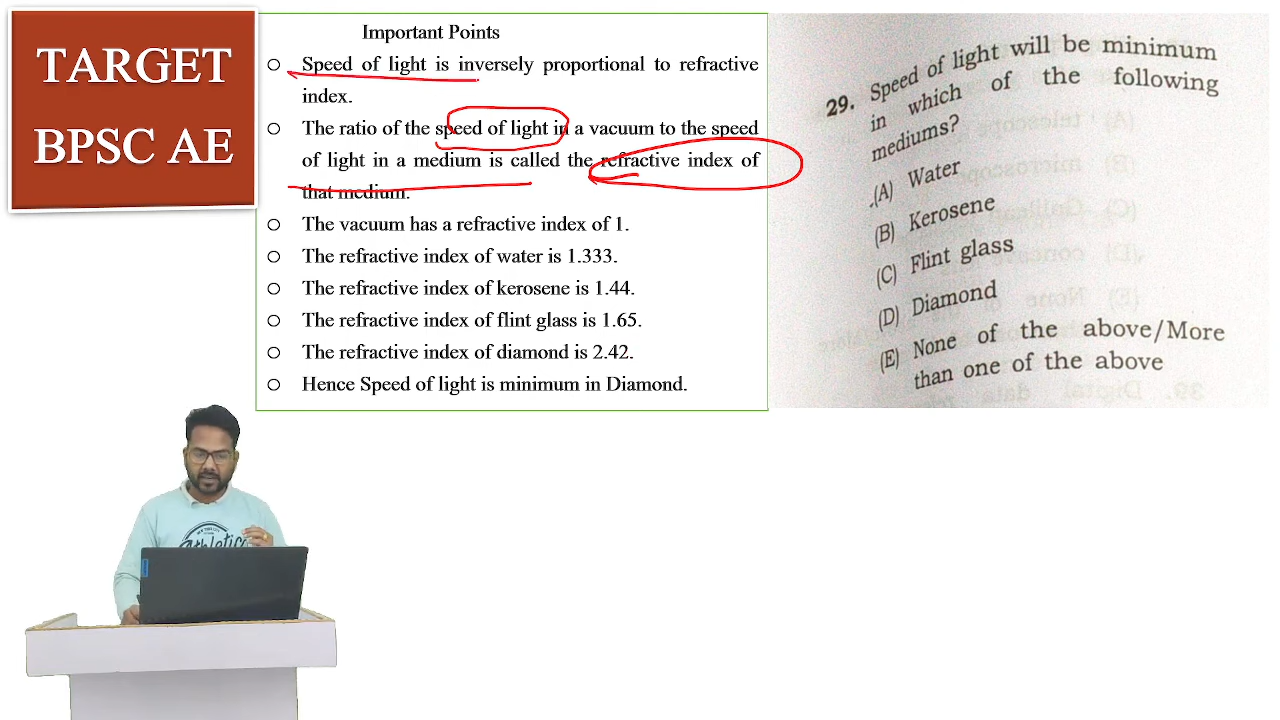 TARGET
BPSC AE
Important Points
Speed of light is inversely proportional to refractive
index.
The ratio of the speed of light in a vacuum to the speed
of light in a medium is called the refractive index of
that medium.
The vacuum has a refractive index of 1.
The refractive index of water is 1.333.
The refractive index of kerosene is 1.44.
The refractive index of flint glass is 1.65.
The refractive index of diamond is 2.42.
Hence Speed of light is minimum in Diamond.
29. Speed of light will be minimum
in which of the following
mediums?
(A) Water
(B) Kerosene
(C) Flint glass
(D) Diamond
(E) None of the above/More
than one of the above